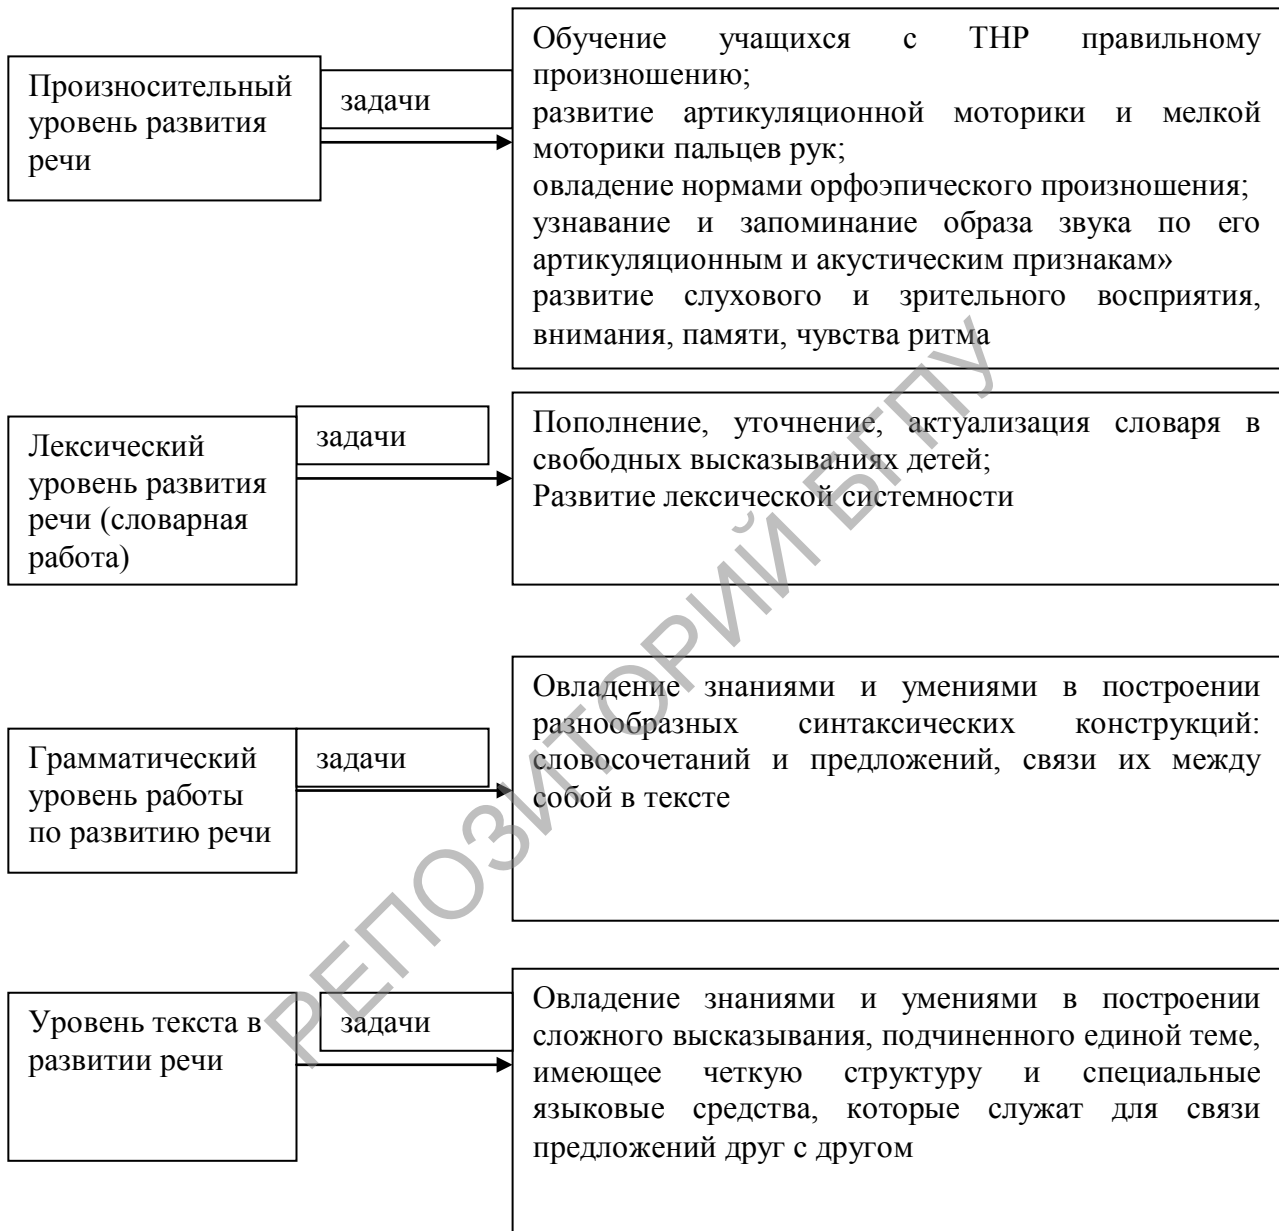 Произносительный
уровень развития
речи
задачи
Обучение учащихся с ТНР правильному
произношению;
развитие артикуляционной моторики и мелкой
моторики пальцев рук;
овладение нормами орфоэпического произношения;
узнавание и запоминание образа звука по его
артикуляционным и акустическим признакам»
развитие слухового и зрительного восприятия,
внимания, памяти, чувства ритма
Лексический
уровень развития
речи (словарная
работа)
задачи
Пополнение, уточнение, актуализация словаря в
свободных высказываниях детей;
Развитие лексической системности
Грамматический
уровень работы
по развитию речи
задачи
Овладение знаниями и умениями в построении
разнообразных синтаксических конструкций:
словосочетаний и предложений, связи их между
собой в тексте
Уровень текста в
развитии речи
задачи
Овладение знаниями и умениями в построении
сложного высказывания, подчиненного единой теме,
имеющее четкую структуру и специальные
языковые средства, которые служат для связи
предложений друг с другом
РЕПОЗИТОРИЙ БГПУ